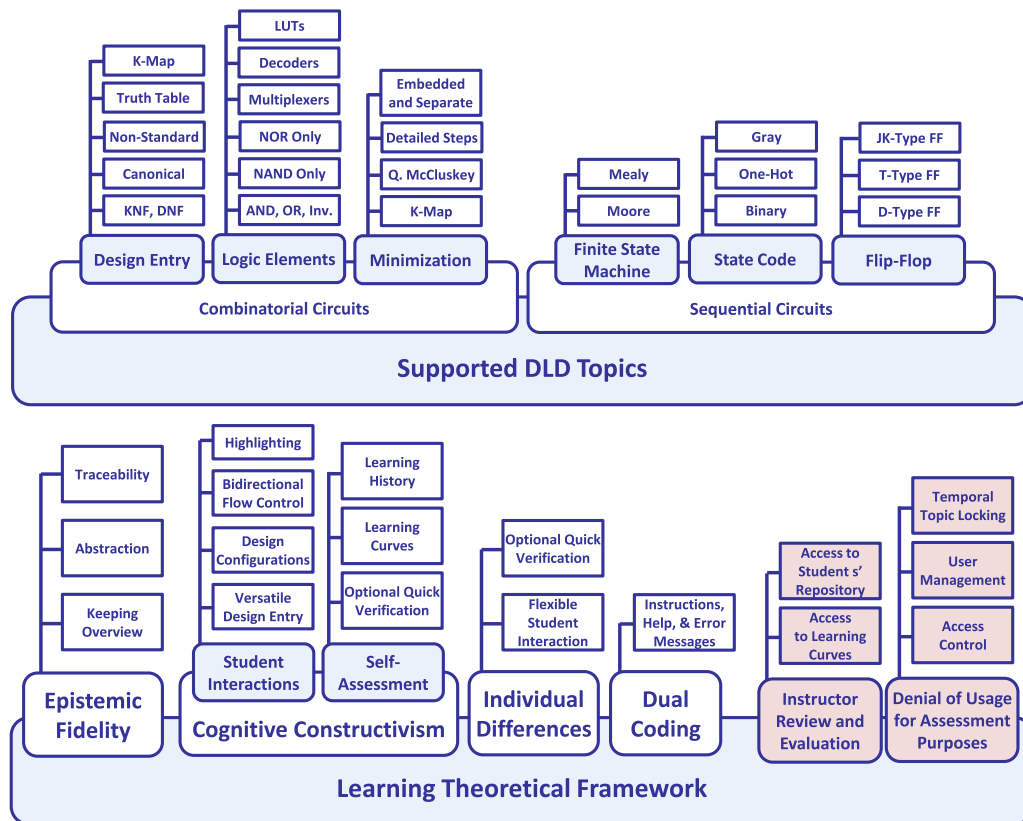 LUTs
Decoders
Multiplexers
NOR Only
NAND Only
AND, OR, Inv.
Logic Elements
K-Map
Truth Table
Non-Standard
Canonical
KNF, DNF
Design Entry
Embedded
and Separate
Detailed Steps
Q. McCluskey
K-Map
Minimization
Combinatorial Circuits
Mealy
Moore
Finite State
Machine
Gray
One-Hot
Binary
State Code
JK-Type FF
T-Type FF
D-Type FF
Flip-Flop
Sequential Circuits
Supported DLD Topics
Traceability
Abstraction
Keeping
Overview
Epistemic
Fidelity
Highlighting
Bidirectional
Flow Control
Design
Configurations
Versatile
Design Entry
Student
Interactions
Learning
History
Learning
Curves
Optional Quick
Verification
Self-
Assessment
Cognitive Constructivism
Optional Quick
Verification
Flexible
Student
Interaction
Individual
Differences
Instructions,
Help, & Error
Messages
Dual
Coding
Access to
Student s’
Repository
Access
to Learning
Curves
Instructor
Review and
Evaluation
Temporal
Topic Locking
User
Management
Access
Control
Denial of Usage
for Assessment
Purposes
Learning Theoretical Framework